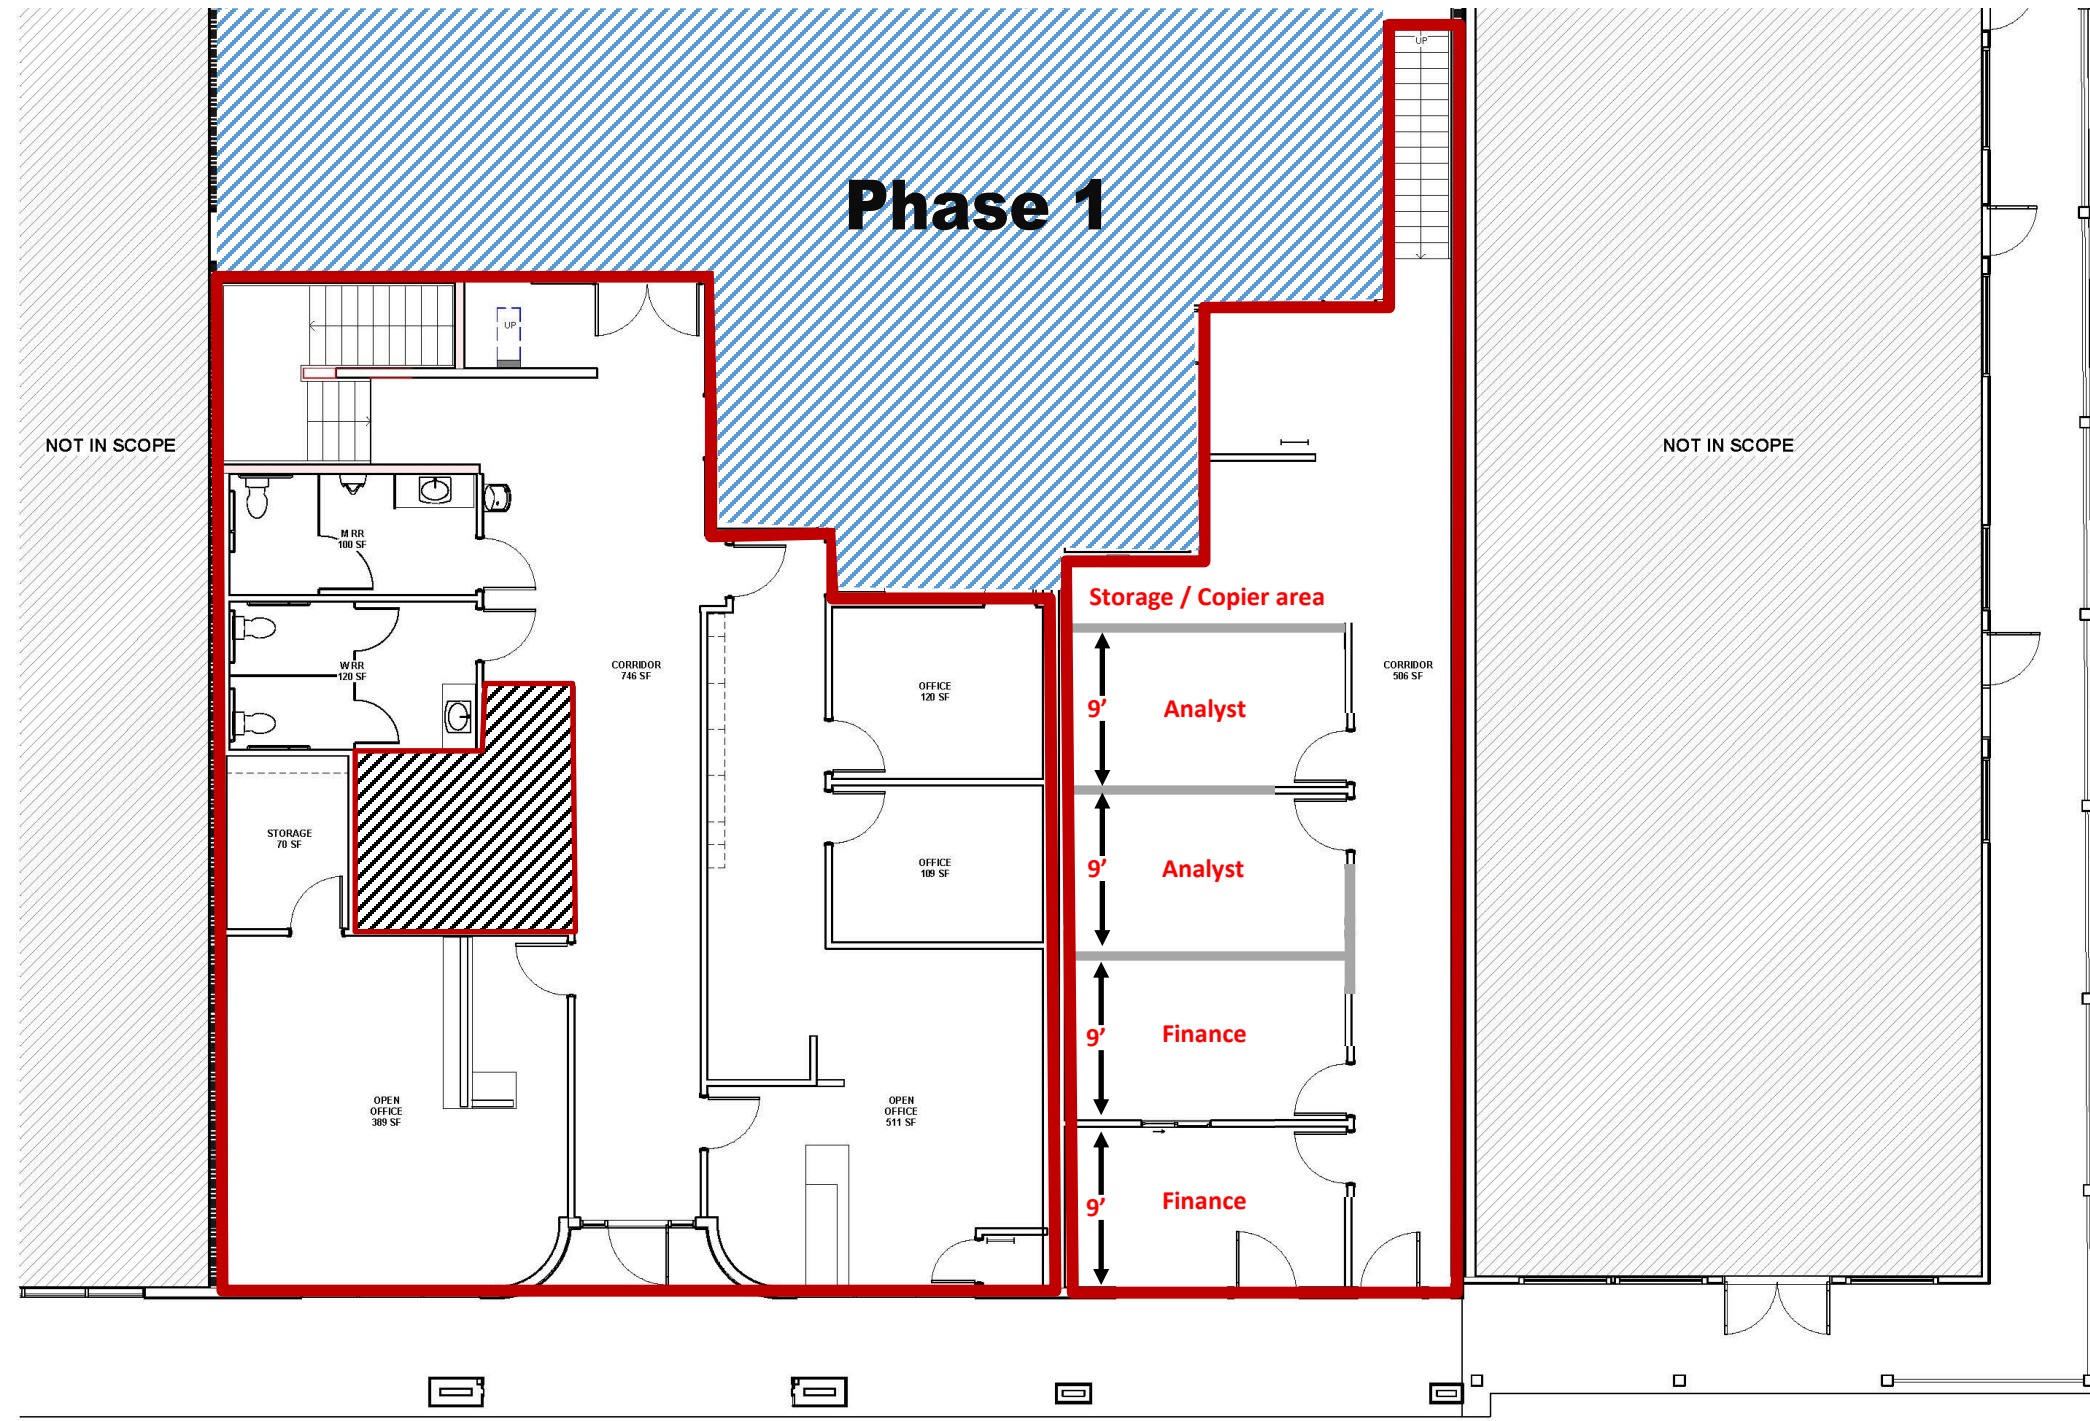 UP
Phase 1
UP
NOT IN SCOPE
NOT IN SCOPE
M RR
100 SF
Storage / Copier area
W RR
120 SF
CORRIDOR
746 SF
OFFICE
120 SF
CORRIDOR
506 SF
9’
Analyst
STORAGE
70 SF
OFFICE
109 SF
9’
Analyst
9’
Finance
OPEN
OFFICE
389 SF
OPEN
OFFICE
511 SF
9’
Finance